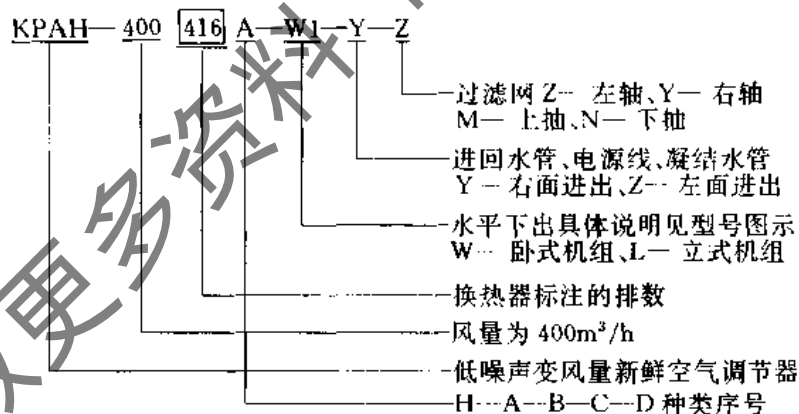 KPAH—400 416 A—W1—Y—Z
过滤网 Z— 左轴、Y— 右轴
M— 上抽、N— 下抽
进回水管、电源线、凝结水管
Y—右面进出、Z—左面进出
水平下出具体说明见型号图示
W— 卧式机组、L— 立式机组
换热器标注的排数
风量为 400m³/h
低噪声变风量新鲜空气调节器
H—A—B—C—D 种类序号
更多资料